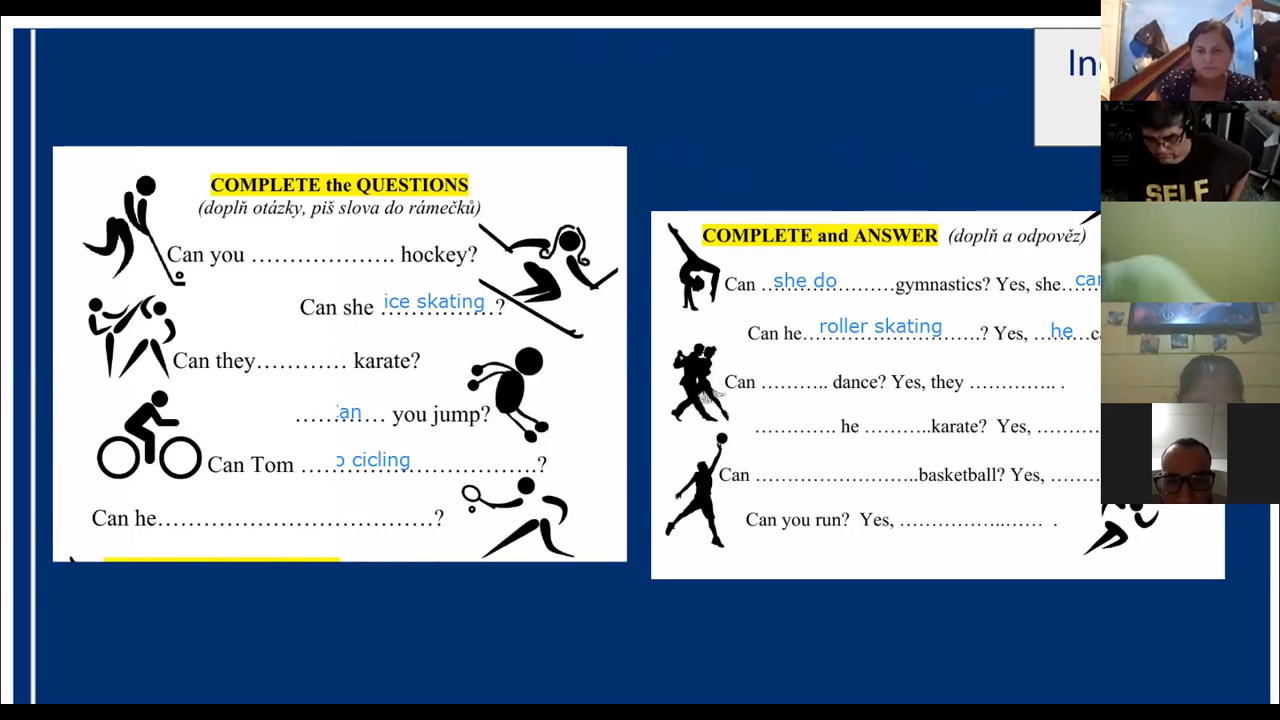 In
COMPLETE the QUESTIONS
(doplň otázky, piš slova do rámečků)
Can you ………………… hockey?
Can she ice skating ?
Can they………… karate?
an you jump?
Can Tom o cicling ?
Can he………………………………?
COMPLETE and ANSWER (doplň a odpověz)
Can she do gymnastics? Yes, she
Can he roller skating ? Yes, he
Can ……….. dance? Yes, they ………….. .
…………. he ………..karate? Yes, ………
Can …………………….basketball? Yes, …….
Can you run? Yes, ……………..…… .
SELF